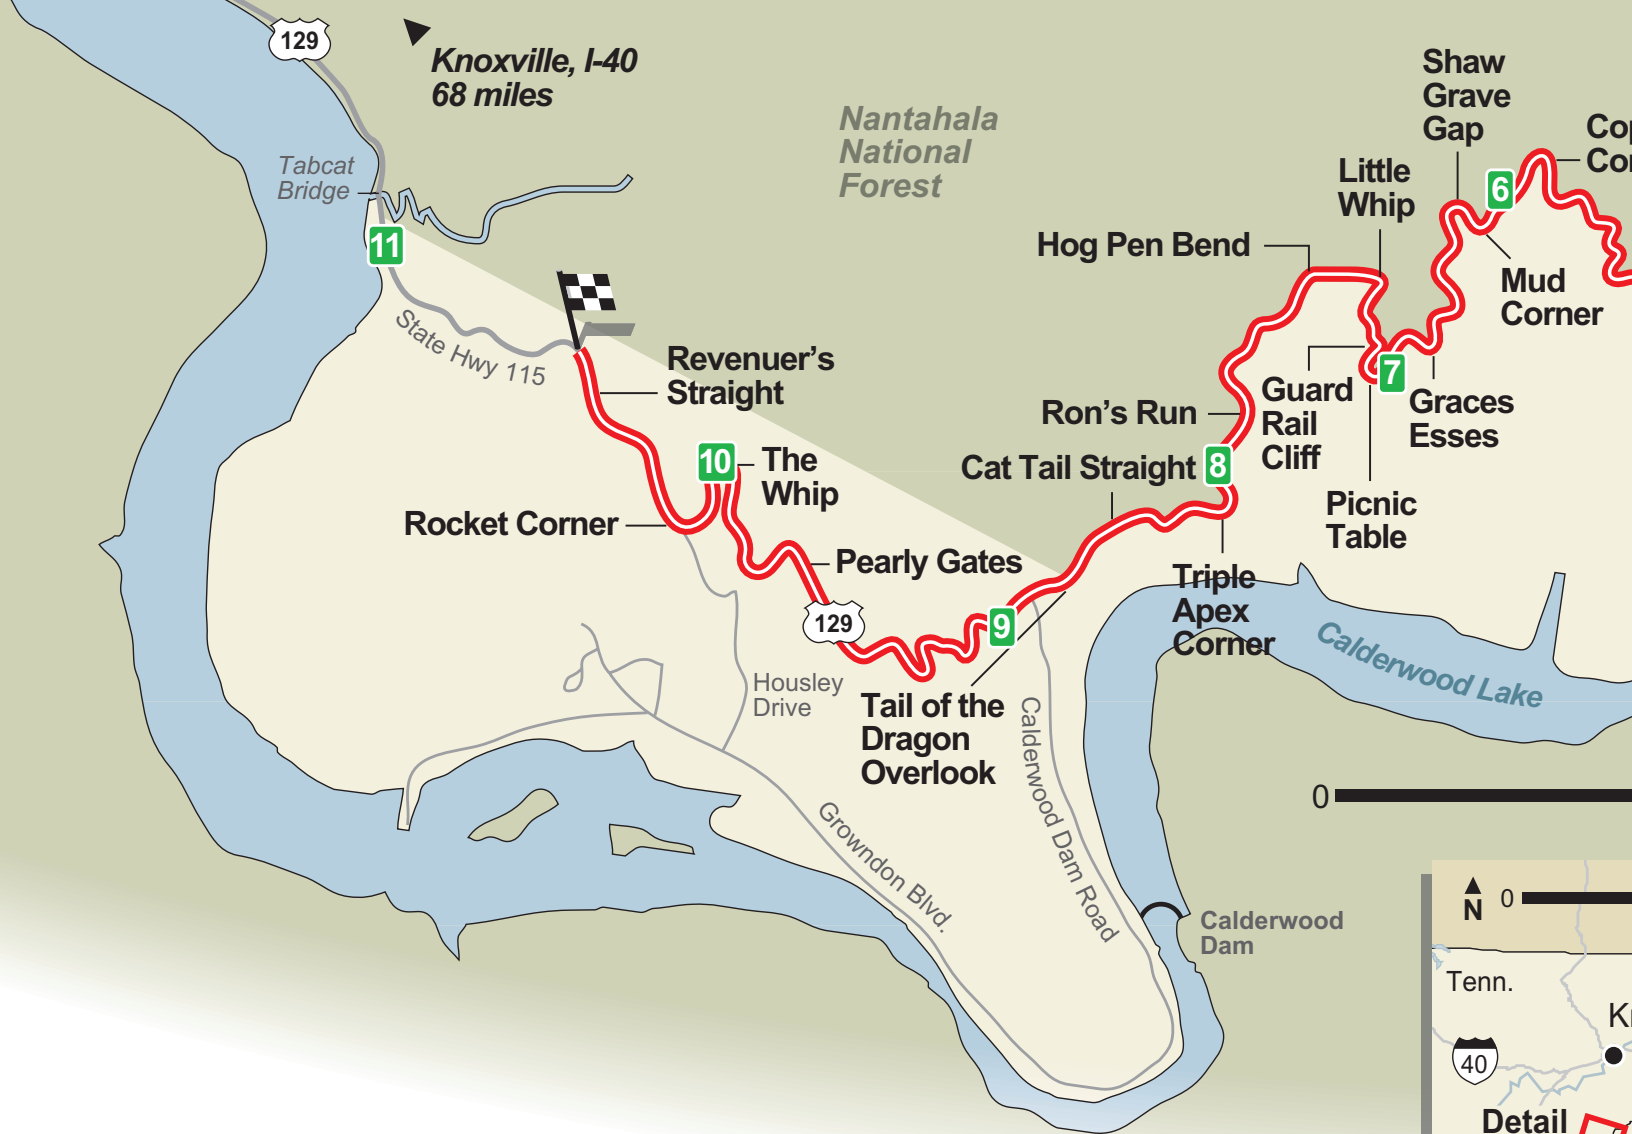 129
Knoxville, I-40
68 miles
Tabcat
Bridge
11
State Hwy 115
Nantahala
National
Forest
Shaw
Grave
Gap
6
Little
Whip
Hog Pen Bend
Mud
Corner
Revenuer's
Straight
Guard
Rail
Cliff
7
Graces
Esses
Ron's Run
Cat Tail Straight
8
10
The
Whip
Picnic
Table
Rocket Corner
Pearly Gates
Triple
Apex
Corner
129
9
Calderwood Lake
Housley
Drive
Tail of the
Dragon
Overlook
Calderwood Dam Road
Growndon Blvd.
0
Calderwood
Dam
N
0
Tenn.
40
Detail